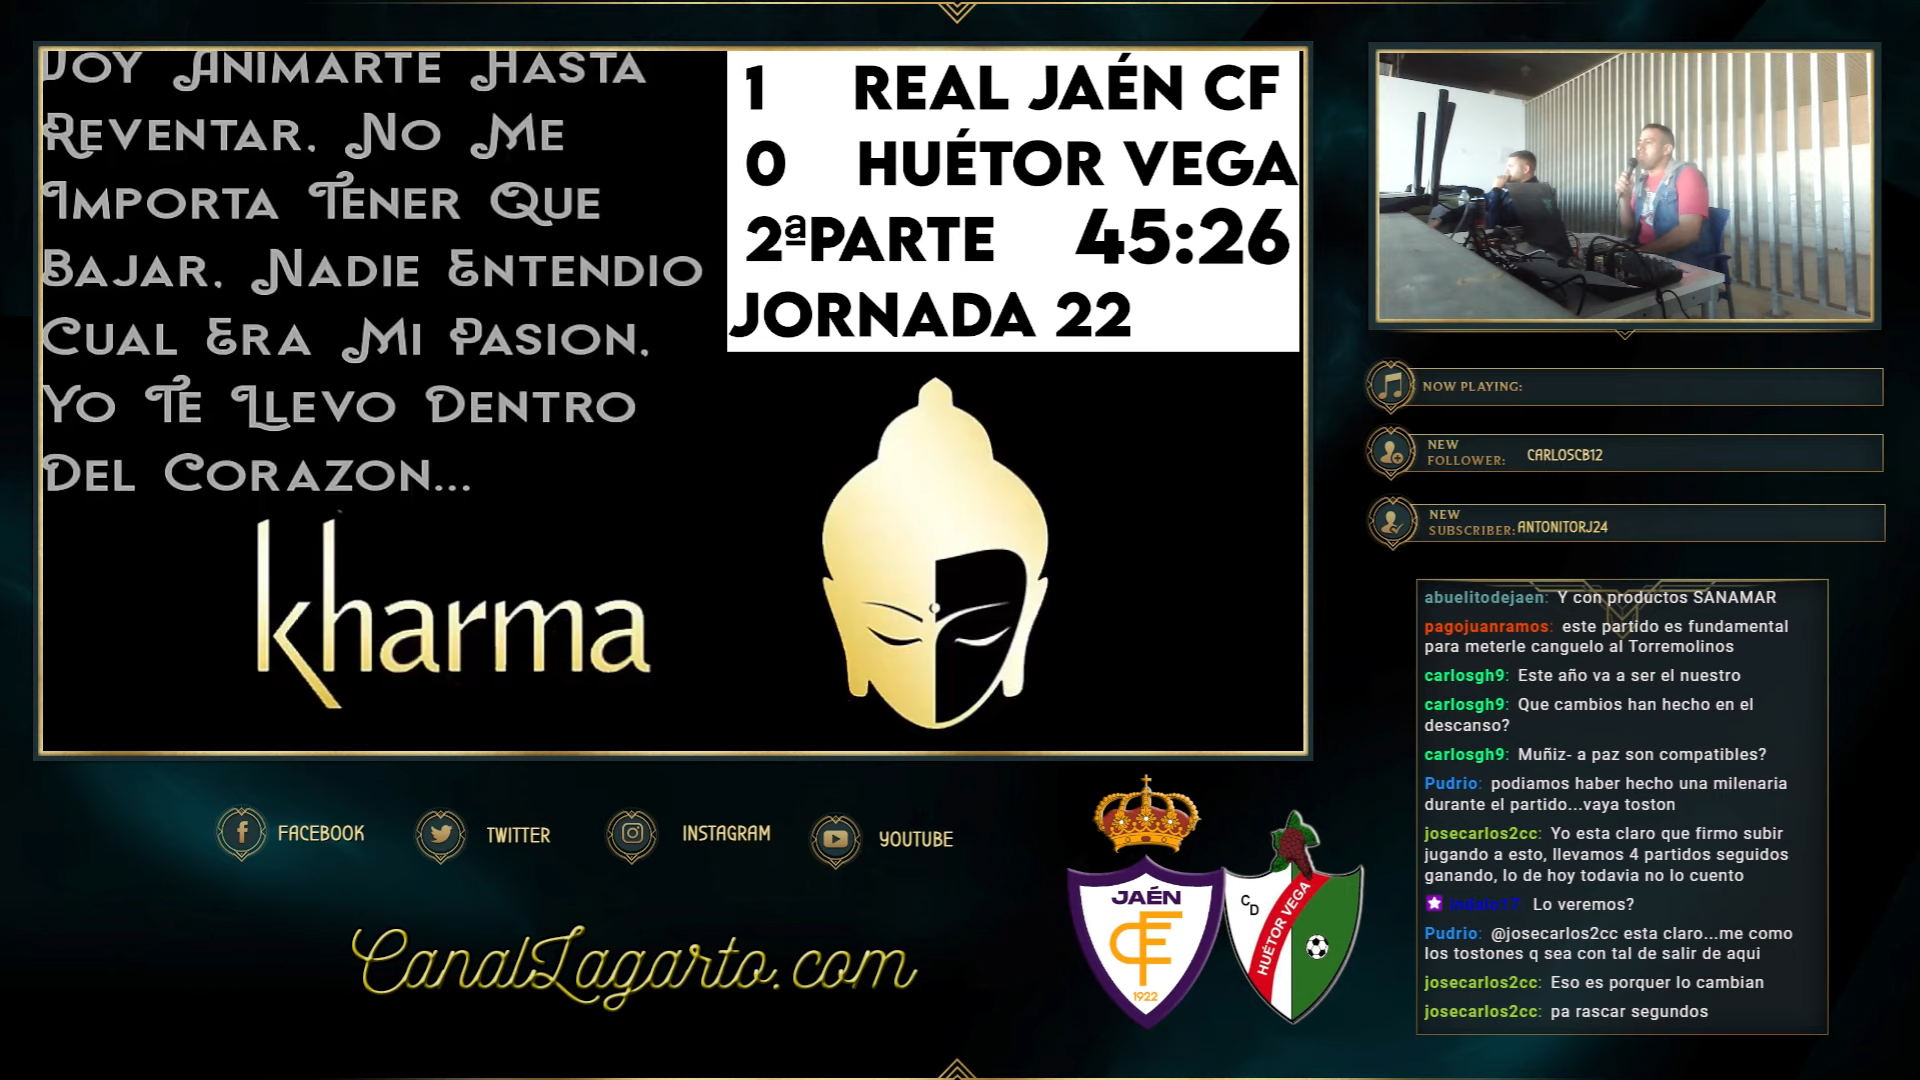 Joy Animarte Hasta
Reventar. No Me
Importa Tener Que
Bajar. Nadie Entendio
Cual Era Mi Pasion.
Yo Te Llevo Dentro
Del Corazon...
kharma
1 REAL JAÉN CF
0 HUÉTOR VEGA
2ªPARTE 45:26
JORNADA 22
NOW PLAYING:
NEW
FOLLOWER: CARLOSCB12
NEW
SUBSCRIBER: ANTONITORJ24
abuelitodejaen: Y con productos SANAMAR
pagojuanramos: este partido es fundamental
para meterle canguelo al Torremolinos
carlosgh9: Este año va a ser el nuestro
carlosgh9: Que cambios han hecho en el
descanso?
carlosgh9: Muñiz- a paz son compatibles?
Pudrio: podiamos haber hecho una milenaria
durante el partido...vaya toston
josecarlos2cc: Yo esta claro que firmo subir
jugando a esto, llevamos 4 partidos seguidos
ganando, lo de hoy todavia no lo cuento
indalo17 Lo veremos?
Pudrio: @josecarlos2cc esta claro...me como
los tostones q sea con tal de salir de aqui
josecarlos2cc: Eso es porquer lo cambian
josecarlos2cc: pa rascar segundos
FACEBOOK
TWITTER
INSTAGRAM
YOUTUBE
CanalLagarto.com
JAÉN
CF
1922
CD
HUÉTOR VEGA